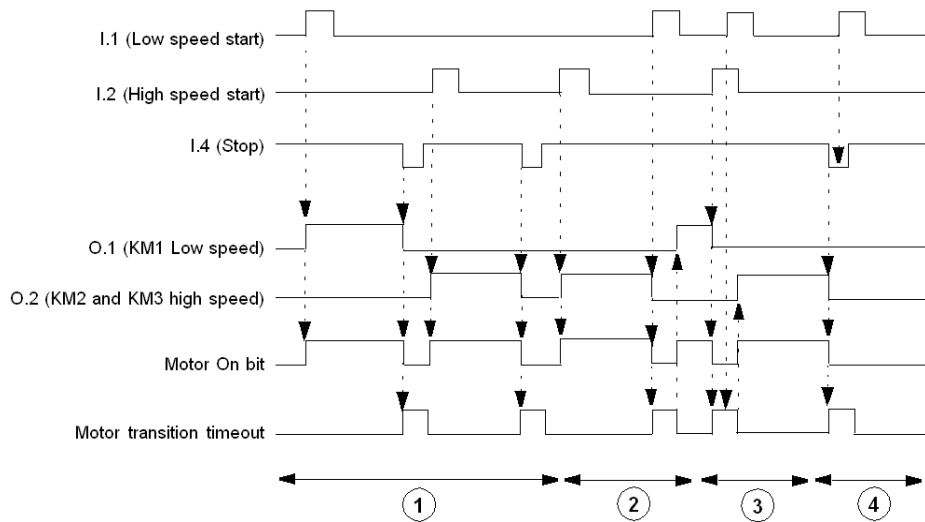 I.1 (Low speed start)
I.2 (High speed start)
I.4 (Stop)
O.1 (KM1 Low speed)
O.2 (KM2 and KM3 high speed)
Motor On bit
Motor transition timeout
1 2 3 4